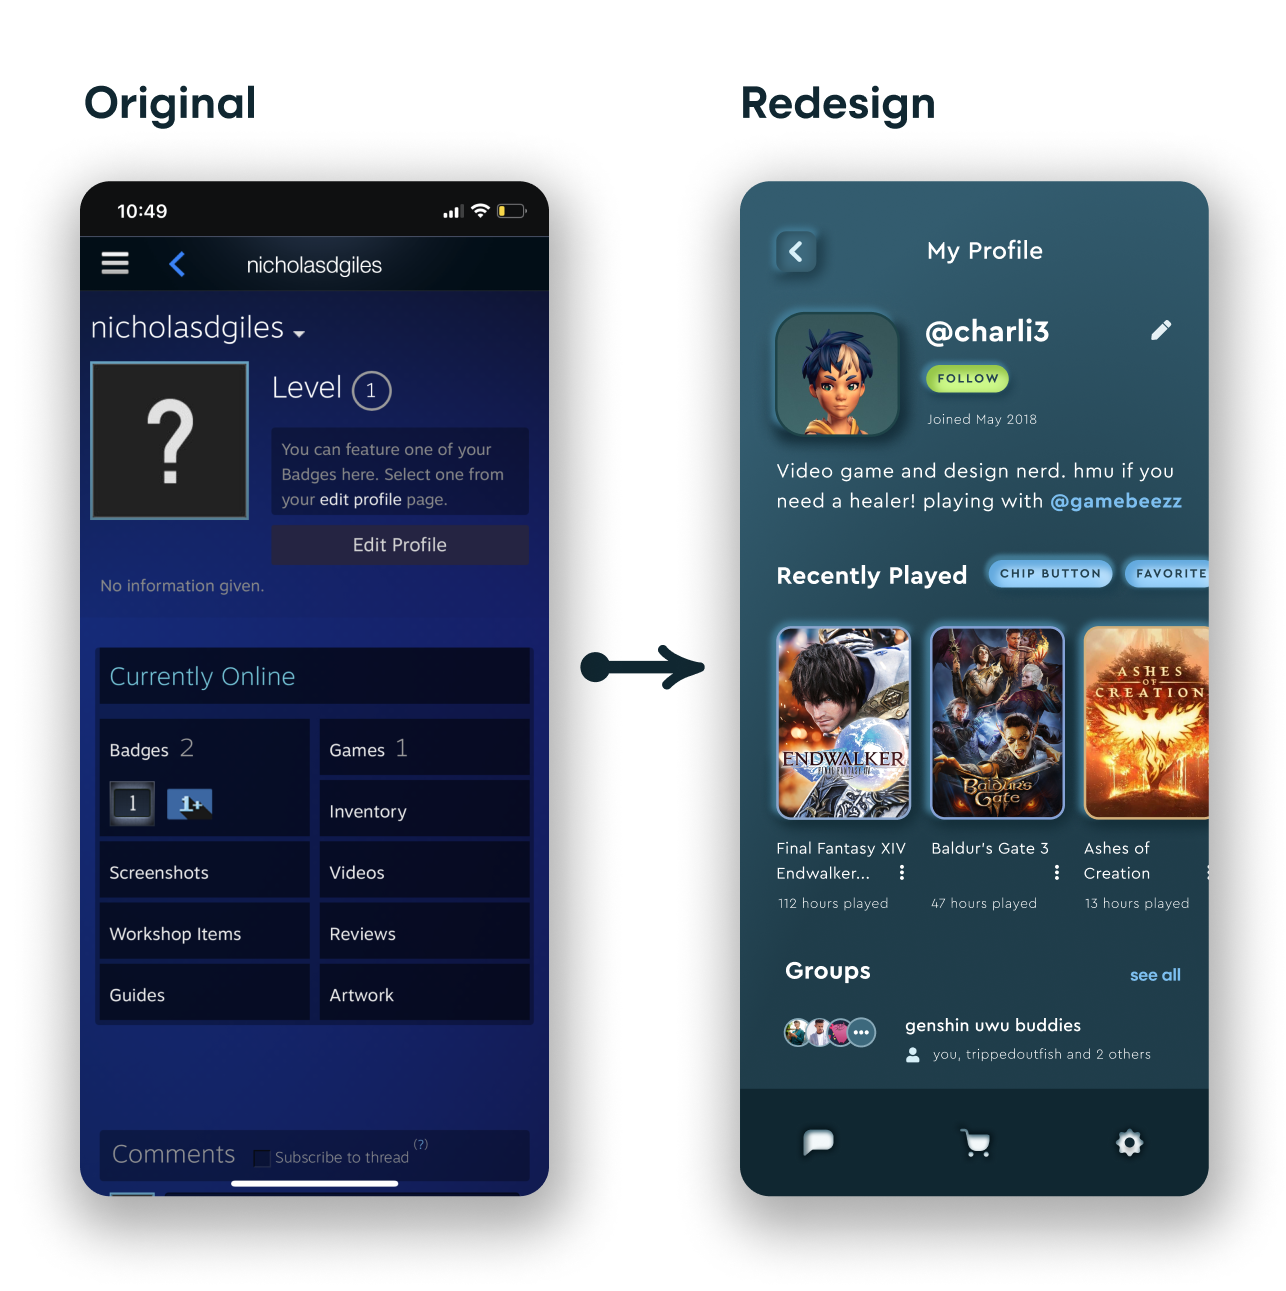 Original
Redesign
10:49
nicholasdgiles
nicholasdgiles
Level 1
You can feature one of your
Badges here. Select one from
your edit profile page.
Edit Profile
No information given.
Currently Online
Badges 2
Games 1
1
1+
Inventory
Screenshots
Videos
Workshop Items
Reviews
Guides
Artwork
Comments
Subscribe to thread
(?)
My Profile
@charli3
FOLLOW
Joined May 2018
Video game and design nerd. hmu if you
need a healer! playing with @gamebeezz
Recently Played
CHIP BUTTON
FAVORITE
ENDWALKER
FINAL FANTASY XIV
Baldur's
Gate
ASHES
OF
CREATION
Final Fantasy XIV
Endwalker...
112 hours played
Baldur's Gate 3
47 hours played
Ashes of
Creation
13 hours played
Groups
see all
genshin uwu buddies
you, trippedoutfish and 2 others